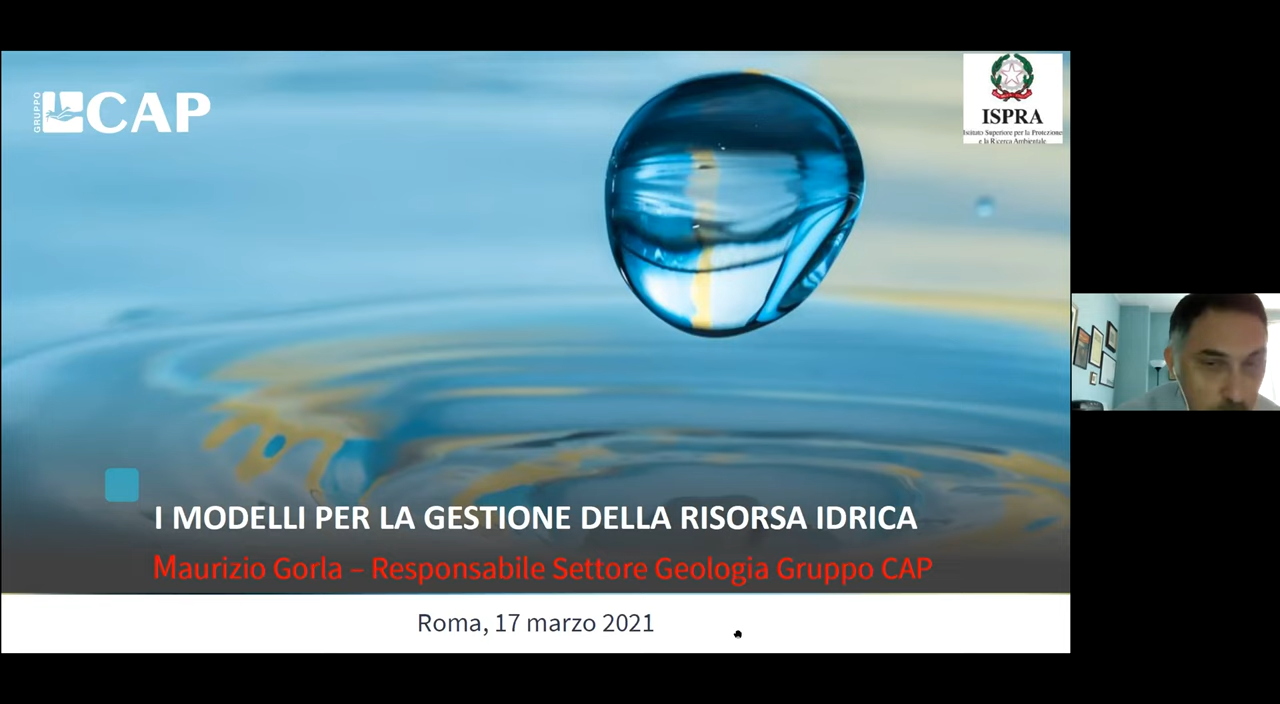 GRUPPO CAP
ISPRA
Istituto Superiore per la Protezione
e la Ricerca Ambientale
I MODELLI PER LA GESTIONE DELLA RISORSA IDRICA
Maurizio Gorla – Responsabile Settore Geologia Gruppo CAP
Roma, 17 marzo 2021